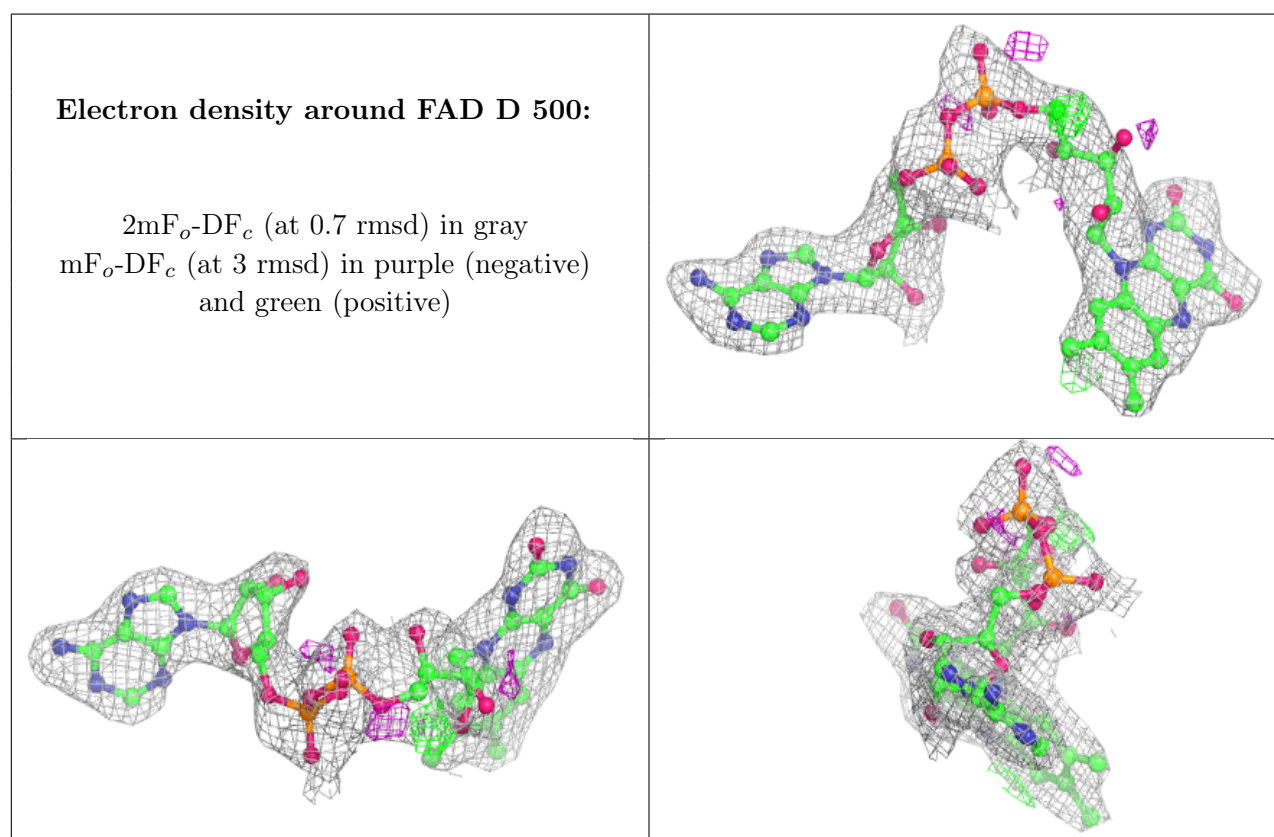 Electron density around FAD D 500:
2mFo-DFc (at 0.7 rmsd) in gray
mFo-DFc (at 3 rmsd) in purple (negative)
and green (positive)